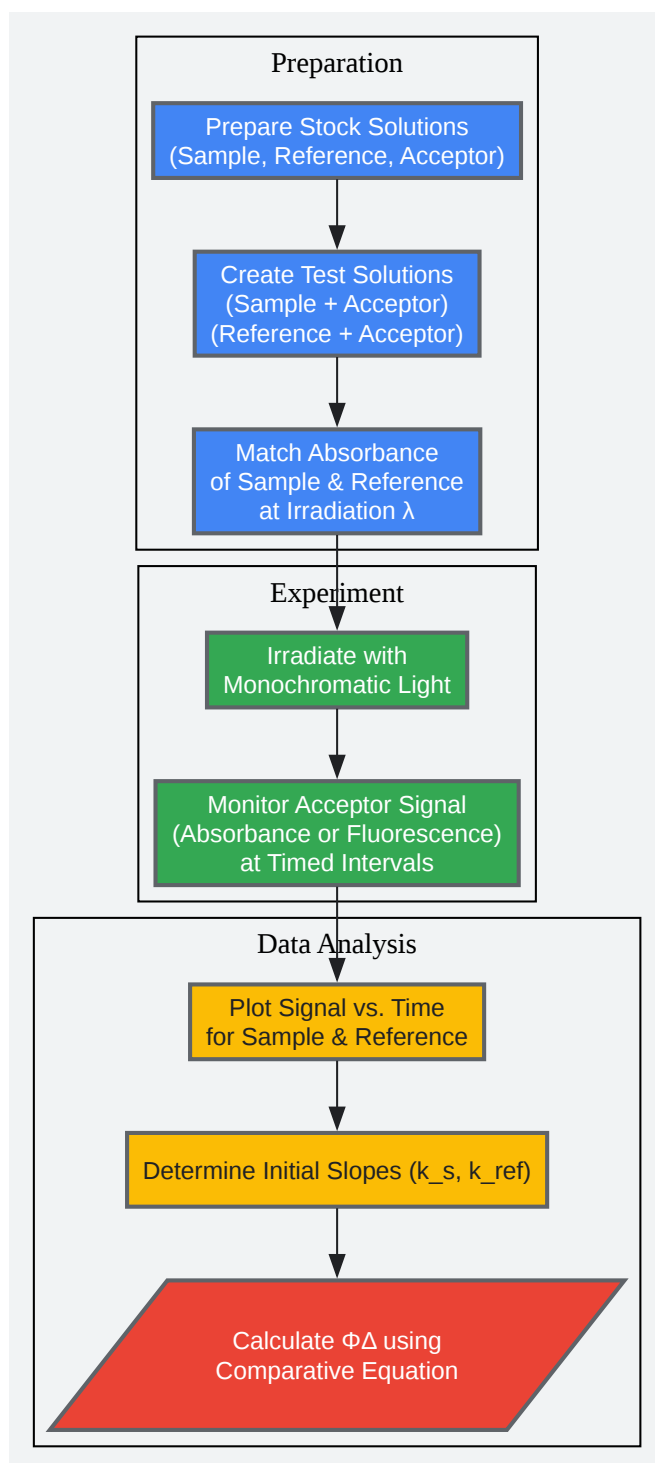 Preparation
Prepare Stock Solutions
(Sample, Reference, Acceptor)
Create Test Solutions
(Sample + Acceptor)
(Reference + Acceptor)
Match Absorbance
of Sample & Reference
at Irradiation λ
Experiment
Irradiate with
Monochromatic Light
Monitor Acceptor Signal
(Absorbance or Fluorescence)
at Timed Intervals
Data Analysis
Plot Signal vs. Time
for Sample & Reference
Determine Initial Slopes (k_s, k_ref)
Calculate ΦΔ using
Comparative Equation